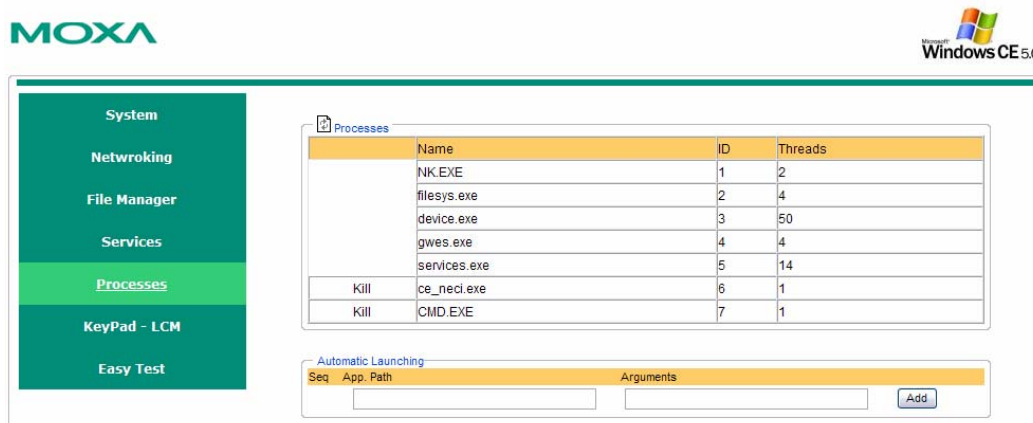 MOXA
Microsoft
Windows CE 5.0
System
Netwroking
File Manager
Services
Processes
KeyPad - LCM
Easy Test
Processes
Name ID Threads
NK.EXE 1 2
filesys.exe 2 4
device.exe 3 50
gwes.exe 4 4
services.exe 5 14
Kill ce_neci.exe 6 1
Kill CMD.EXE 7 1
Automatic Launching
Seq App. Path Arguments
Add